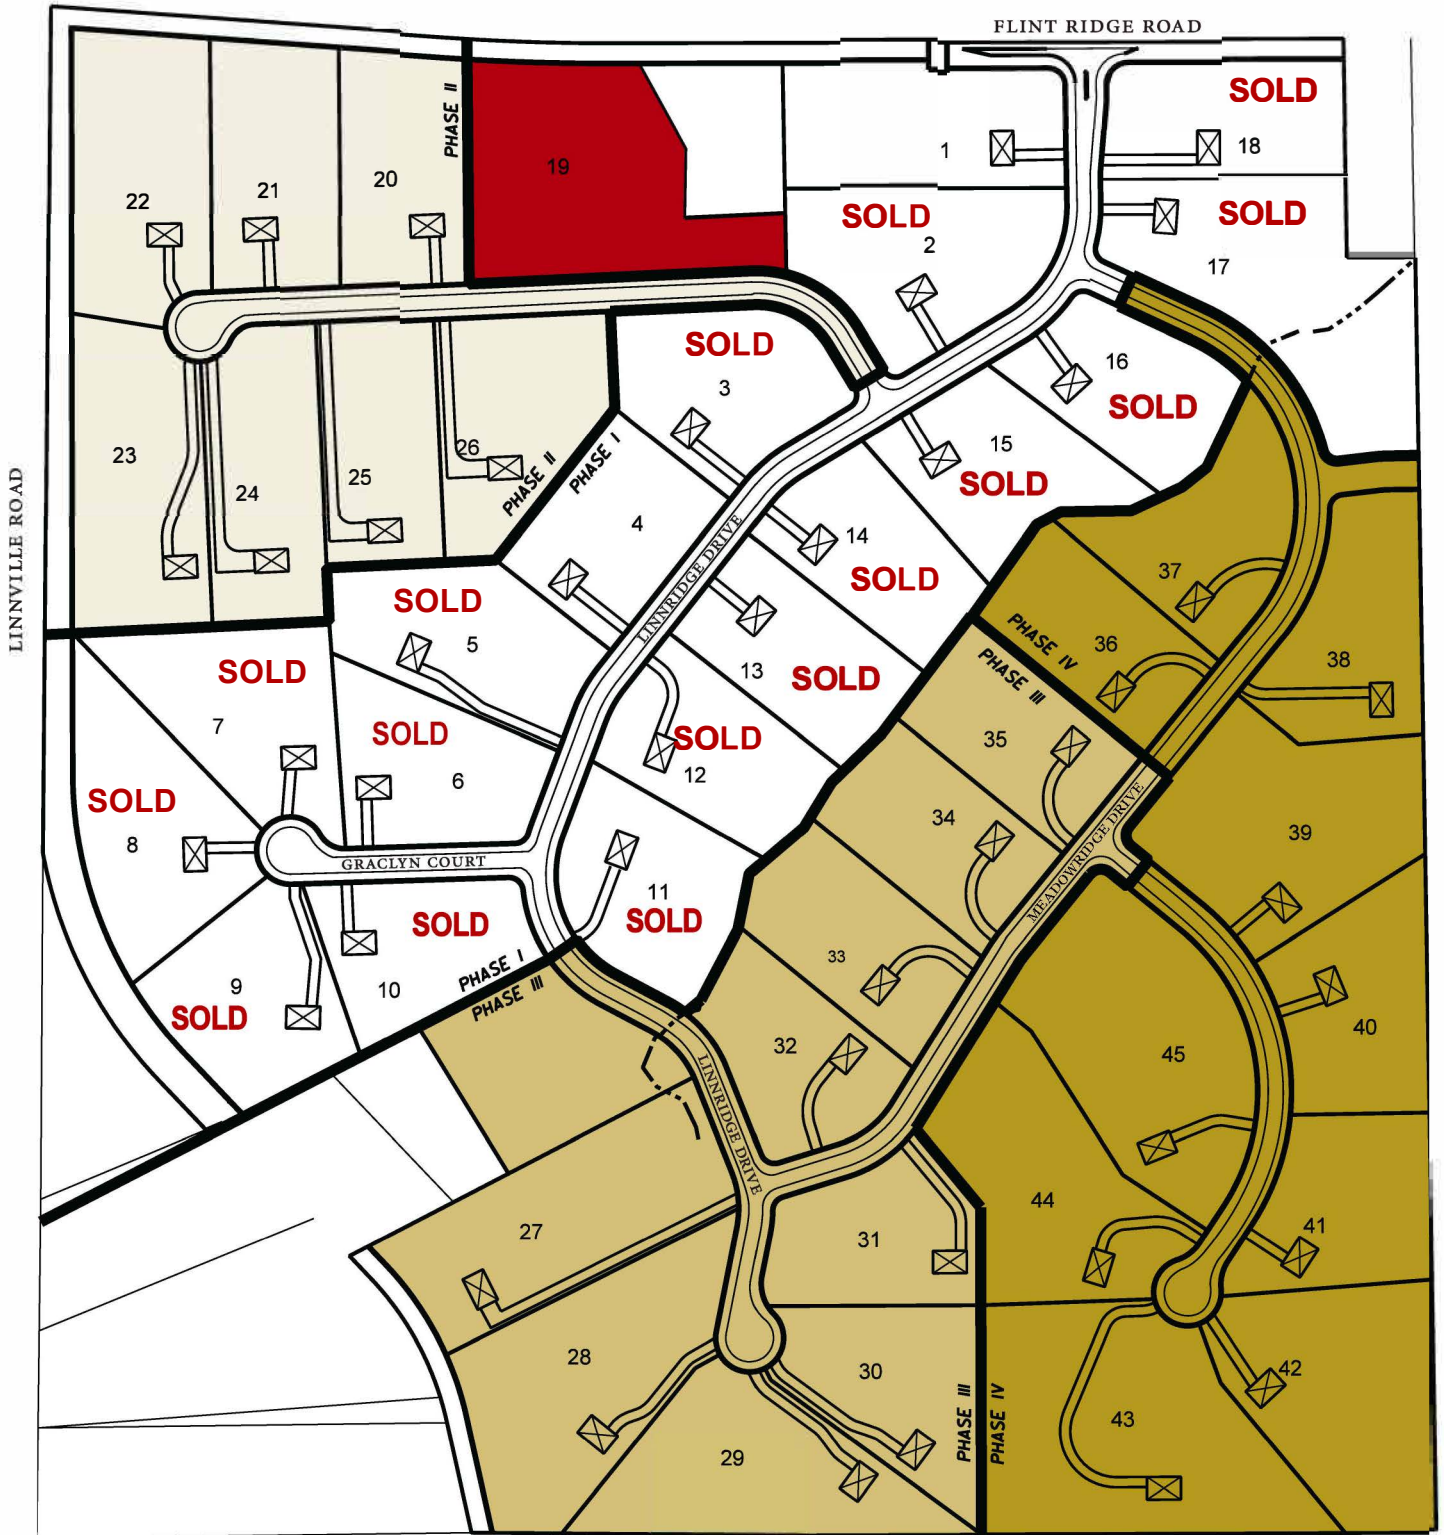 FLINT RIDGE ROAD
SOLD
PHASE II
1
18
19
20
21
22
SOLD
SOLD
2
17
SOLD
3
16
SOLD
15
SOLD
26
PHASE II
PHASE I
23
25
24
4
LINNRIDGE DRIVE
14
SOLD
LINNVILLE ROAD
37
SOLD
5
PHASE IV
36
38
PHASE III
13
SOLD
SOLD
7
SOLD
6
SOLD
12
35
SOLD
8
34
39
MEADOWRIDGE DRIVE
GRACLYN COURT
11
SOLD
SOLD
33
PHASE I
PHASE III
9
10
SOLD
40
45
32
LINNRIDGE DRIVE
44
27
31
41
28
30
42
PHASE III
PHASE IV
43
29